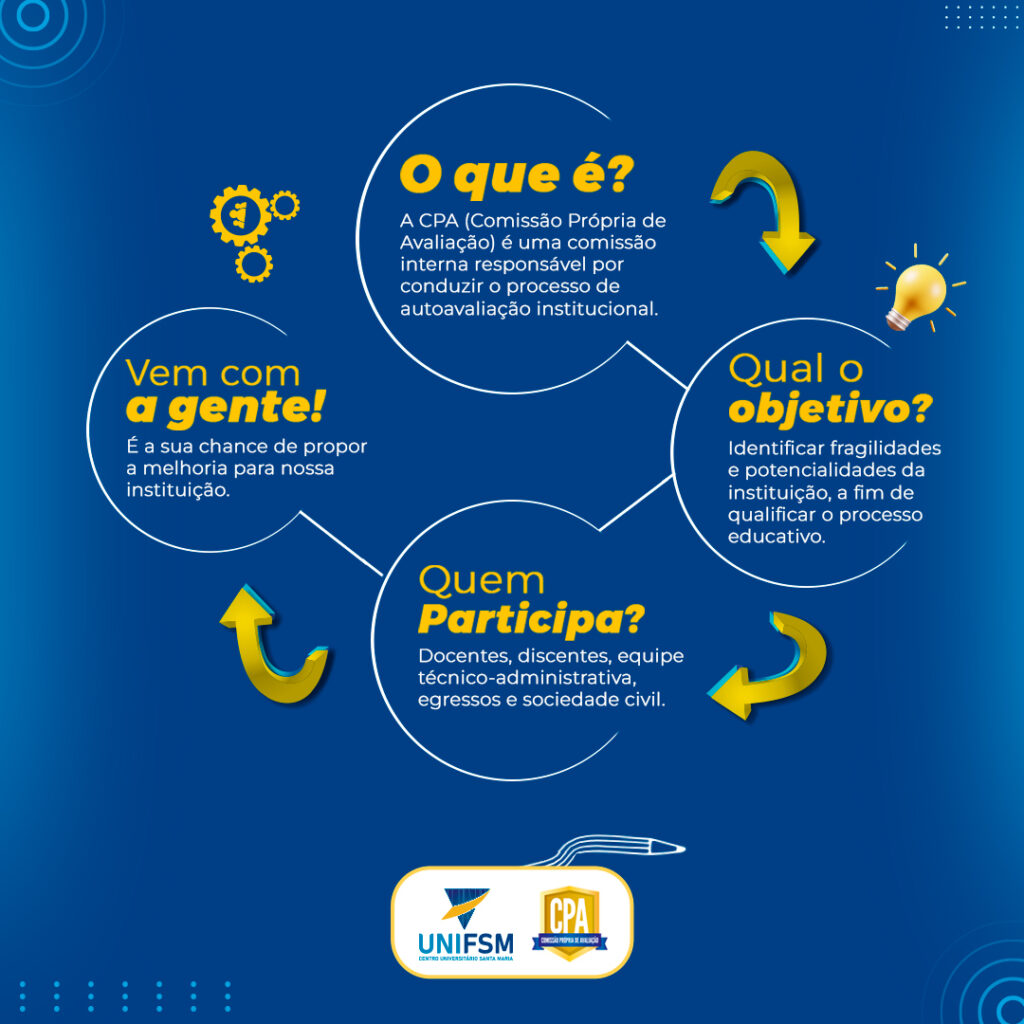 O que é?
A CPA (Comissão Própria de
Avaliação) é uma comissão
interna responsável por
conduzir o processo de
autoavaliação institucional.
Qual o
objetivo?
Identificar fragilidades
e potencialidades da
instituição, a fim de
qualificar o processo
educativo.
Quem
Participa?
Docentes, discentes, equipe
técnico-administrativa,
egressos e sociedade civil.
Vem com
a gente!
É a sua chance de propor
a melhoria para nossa
instituição.
UNIFSM
CENTRO UNIVERSITÁRIO SANTA MARIA
CPA
COMISSÃO PRÓPRIA DE AVALIAÇÃO